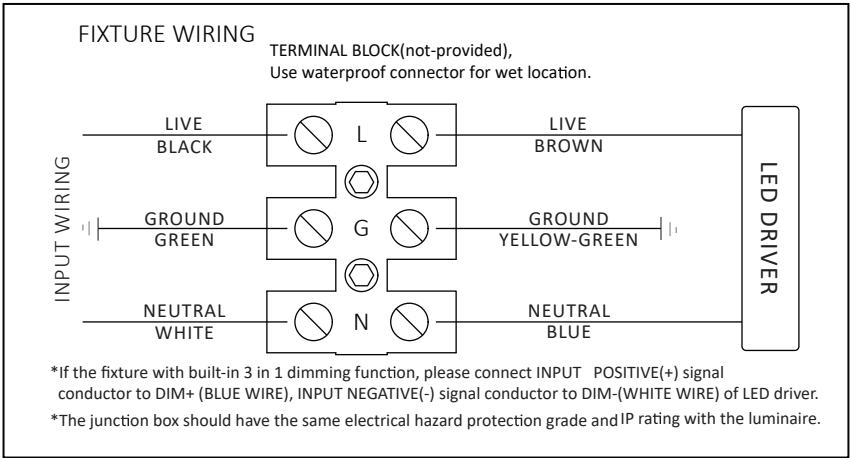 FIXTURE WIRING
TERMINAL BLOCK(not-provided),
Use waterproof connector for wet location.
INPUT WIRING
LIVE
BLACK
L
LIVE
BROWN
GROUND
GREEN
G
GROUND
YELLOW-GREEN
NEUTRAL
WHITE
N
NEUTRAL
BLUE
LED DRIVER
*If the fixture with built-in 3 in 1 dimming function, please connect INPUT POSITIVE(+) signal
conductor to DIM+ (BLUE WIRE), INPUT NEGATIVE(-) signal conductor to DIM-(WHITE WIRE) of LED driver.
*The junction box should have the same electrical hazard protection grade and IP rating with the luminaire.